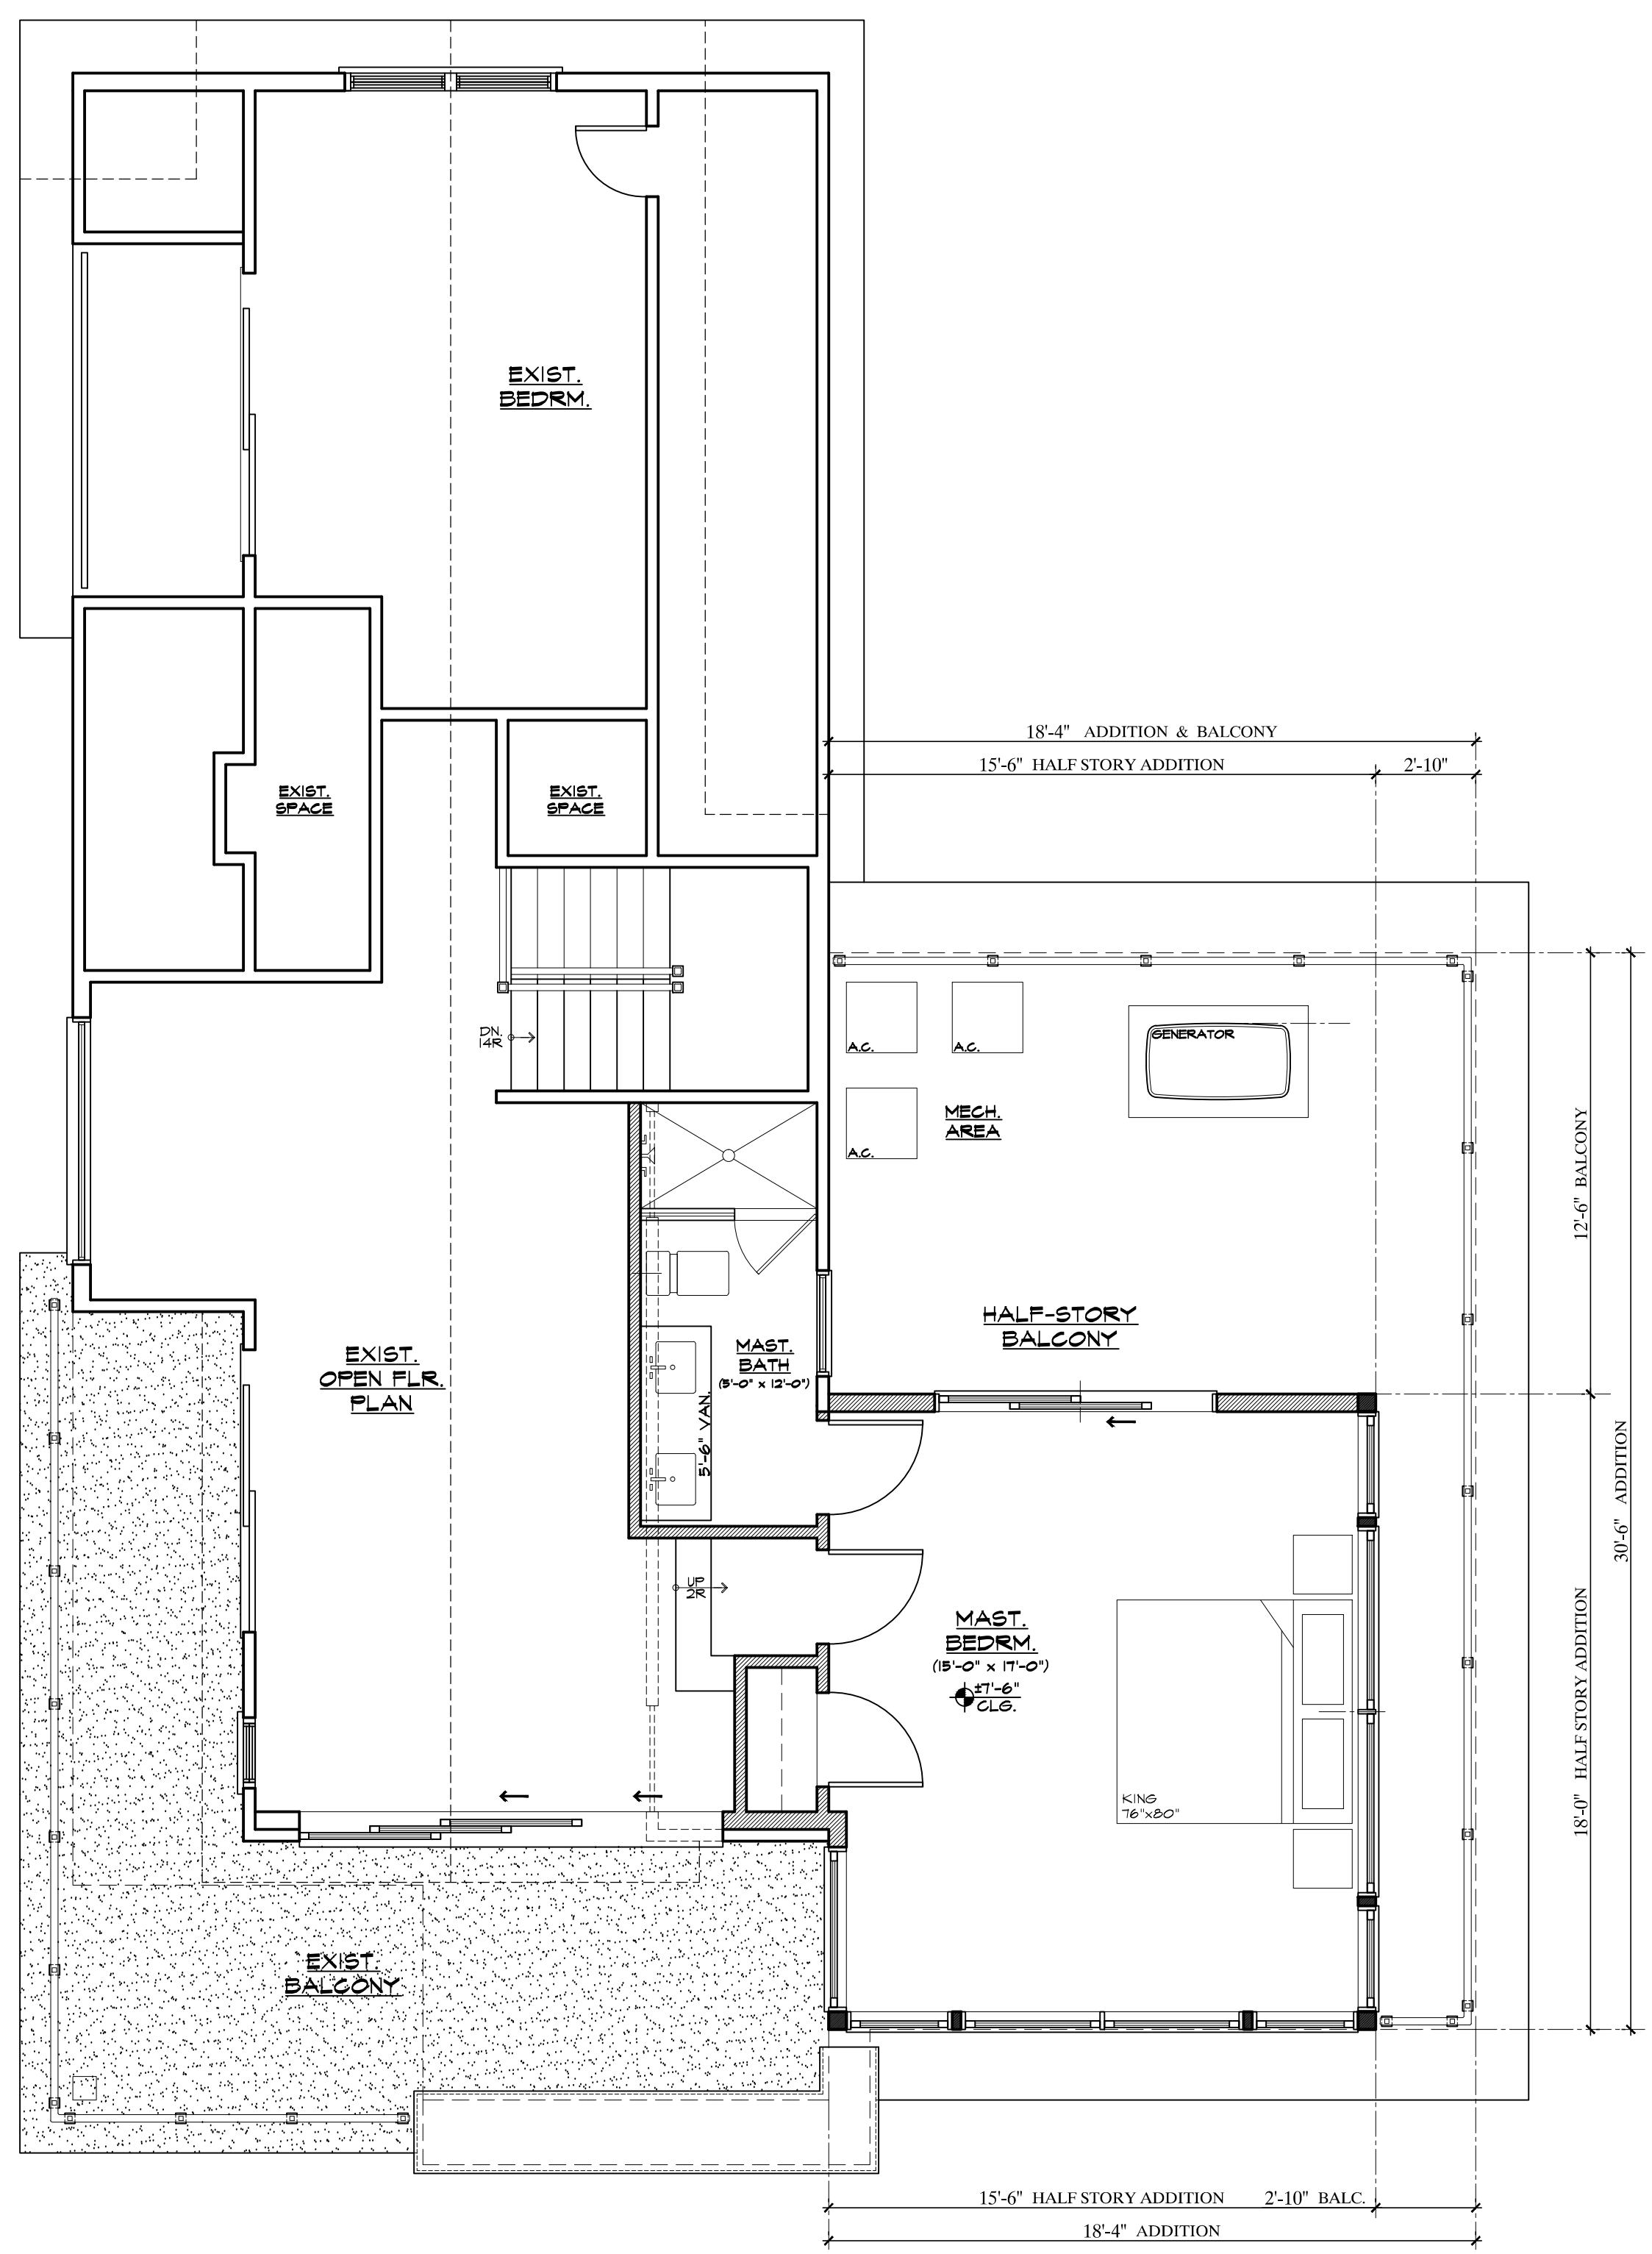 EXIST.
BEDRM.
18'-4" ADDITION & BALCONY
15'-6" HALF STORY ADDITION
2'-10"
EXIST.
SPACE
EXIST.
SPACE
DN.
14R
A.C.
A.C.
GENERATOR
MECH.
AREA
A.C.
12'-6" BALCONY
HALF-STORY
BALCONY
EXIST.
OPEN FLR.
PLAN
MAST.
BATH
(5'-0" x 12'-0")
5'-6" VAN.
30'-6" ADDITION
UP
2R
MAST.
BEDRM.
(15'-0" x 17'-0")
±7'-6"
CLG.
18'-0" HALF STORY ADDITION
KING
76"x80"
EXIST.
BALCONY
15'-6" HALF STORY ADDITION
2'-10" BALC.
18'-4" ADDITION